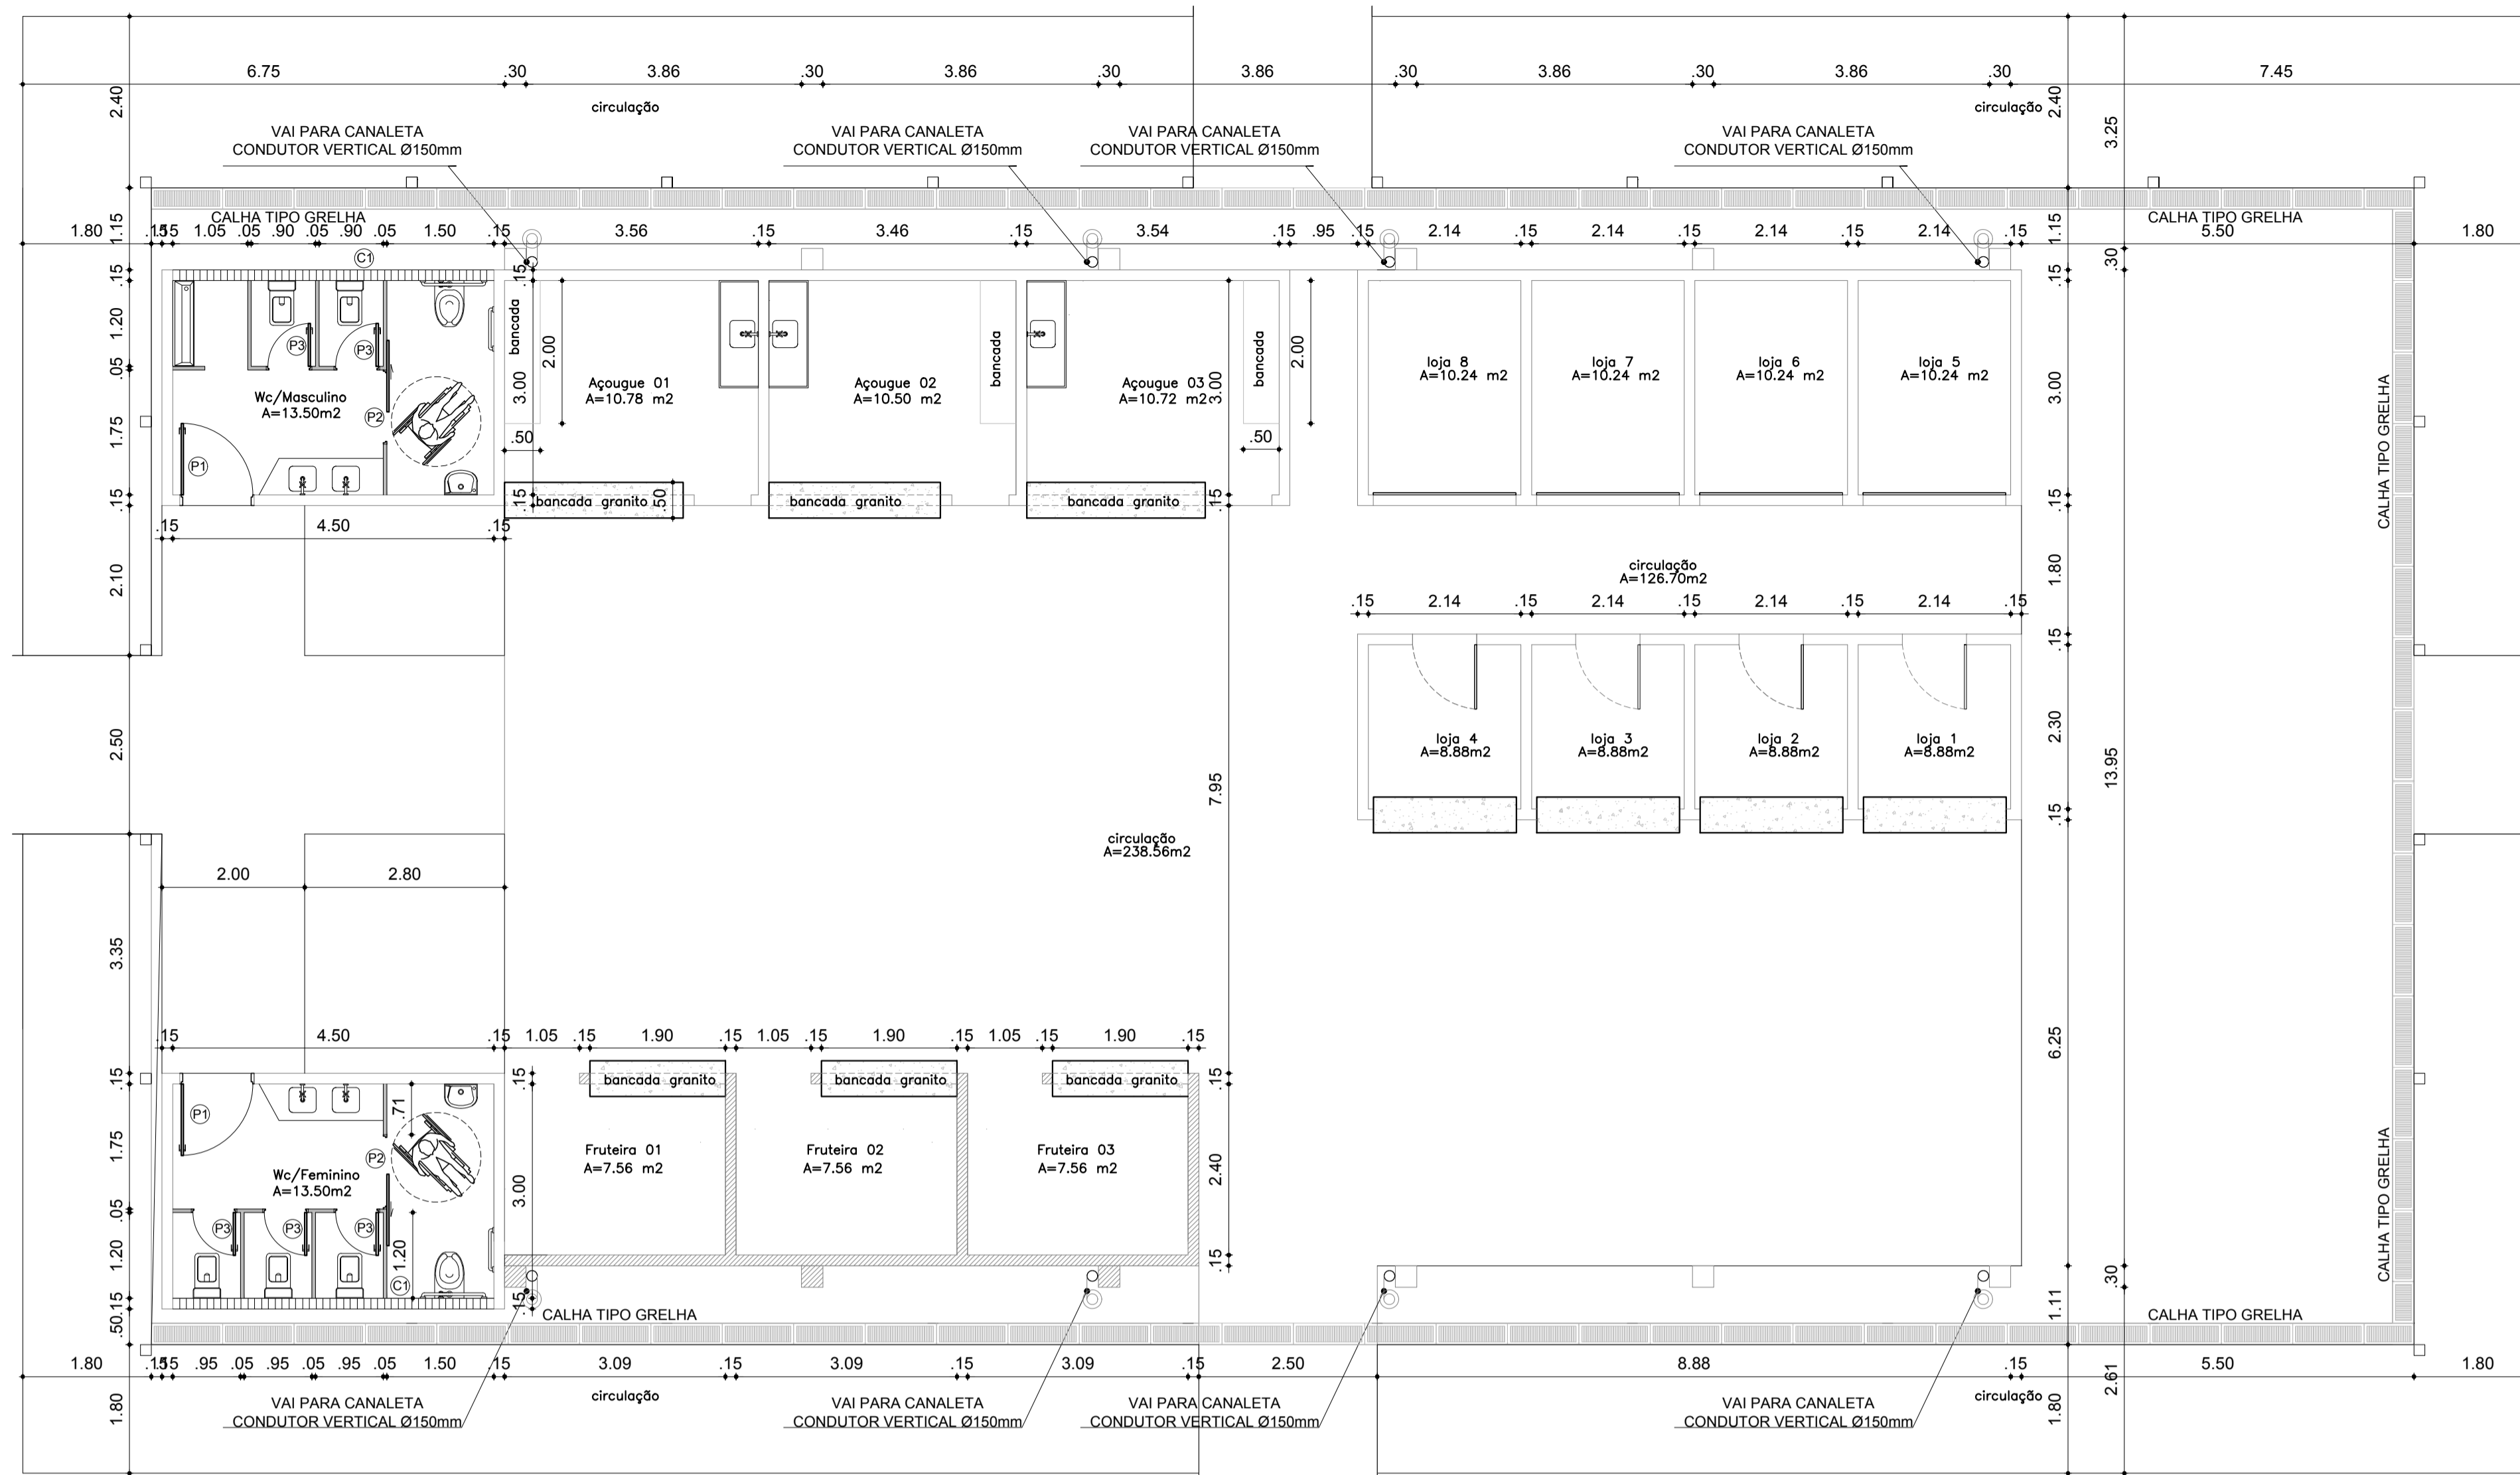 6.75 .30 3.86 .30 3.86 .30 3.86 .30 3.86 .30 3.86 .30 7.45
2.40
circulação
circulação
2.40
3.25
VAI PARA CANALETA
CONDUTOR VERTICAL Ø150mm
VAI PARA CANALETA
CONDUTOR VERTICAL Ø150mm
VAI PARA CANALETA
CONDUTOR VERTICAL Ø150mm
VAI PARA CANALETA
CONDUTOR VERTICAL Ø150mm
CALHA TIPO GRELHA
CALHA TIPO GRELHA
1.80 .15 .15 1.05 .05 .90 .05 .90 .05 1.50 .15 3.56 .15 3.46 .15 3.54 .15 .95 .15 2.14 .15 2.14 .15 2.14 .15 2.14 .15 5.50 1.80
1.15
1.15
.30
C1
.15
.15
.15
1.20
bancada
2.00
3.00
P3
P3
.05
Wc/Masculino
A=13.50m2
P2
1.75
P1
.50
Açougue 01
A=10.78 m2
Açougue 02
A=10.50 m2
bancada
Açougue 03
A=10.72 m2
3.00
bancada
2.00
.50
loja 8
A=10.24 m2
loja 7
A=10.24 m2
loja 6
A=10.24 m2
loja 5
A=10.24 m2
3.00
CALHA TIPO GRELHA
.15
.15
bancada granito
.50
bancada granito
bancada granito
.15
.15
.15 4.50 .15
2.10
circulação
A=126.70m2
1.80
.15 2.14 .15 2.14 .15 2.14 .15 2.14 .15
.15
2.50
loja 4
A=8.88m2
loja 3
A=8.88m2
loja 2
A=8.88m2
loja 1
A=8.88m2
2.30
13.95
7.95
.15
circulação
A=238.56m2
2.00 2.80
3.35
6.25
.15 4.50 .15 1.05 .15 1.90 .15 1.05 .15 1.90 .15 1.05 .15 1.90 .15
.15
.15
bancada granito
bancada granito
bancada granito
.15
P1
.71
1.75
P2
Wc/Feminino
A=13.50m2
3.00
Fruteira 01
A=7.56 m2
Fruteira 02
A=7.56 m2
Fruteira 03
A=7.56 m2
2.40
CALHA TIPO GRELHA
.05
P3
P3
P3
1.20
1.20
C1
.15
.30
.15
.50
.15
1.11
CALHA TIPO GRELHA
CALHA TIPO GRELHA
1.80 .15 .15 .95 .05 .95 .05 .95 .05 1.50 .15 3.09 .15 3.09 .15 3.09 .15 2.50 8.88 .15 5.50 1.80
2.61
1.80
circulação
circulação
1.80
VAI PARA CANALETA
CONDUTOR VERTICAL Ø150mm
VAI PARA CANALETA
CONDUTOR VERTICAL Ø150mm
VAI PARA CANALETA
CONDUTOR VERTICAL Ø150mm
VAI PARA CANALETA
CONDUTOR VERTICAL Ø150mm